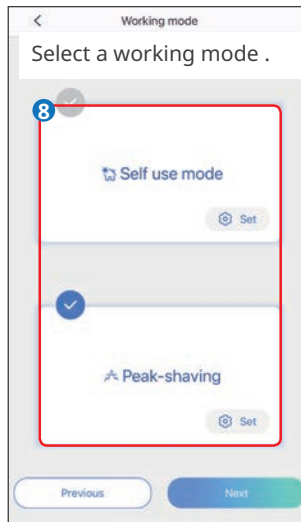 Working mode
Select a working mode .
8
Self use mode
Set
Peak-shaving
Set
Previous
Next